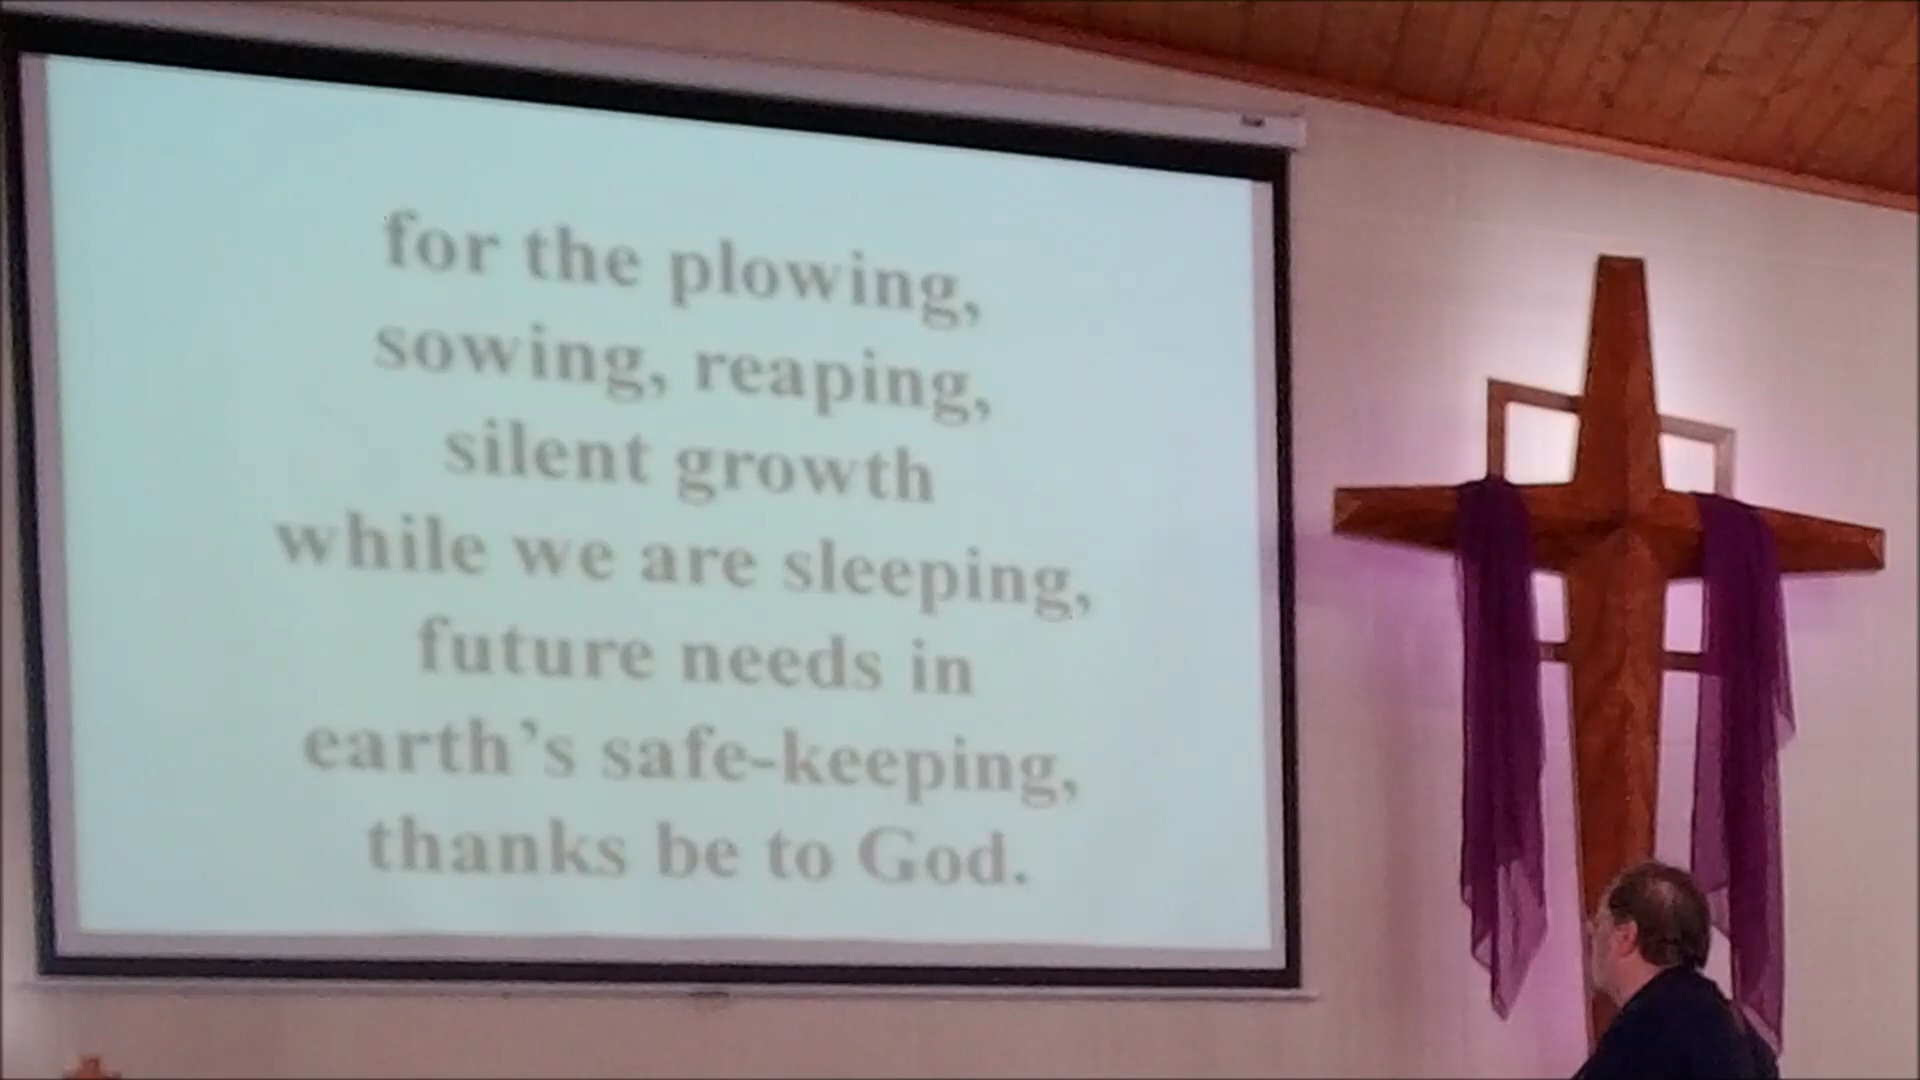 for the plowing,
sowing, reaping,
silent growth
while we are sleeping,
future needs in
earth’s safe-keeping,
thanks be to God.